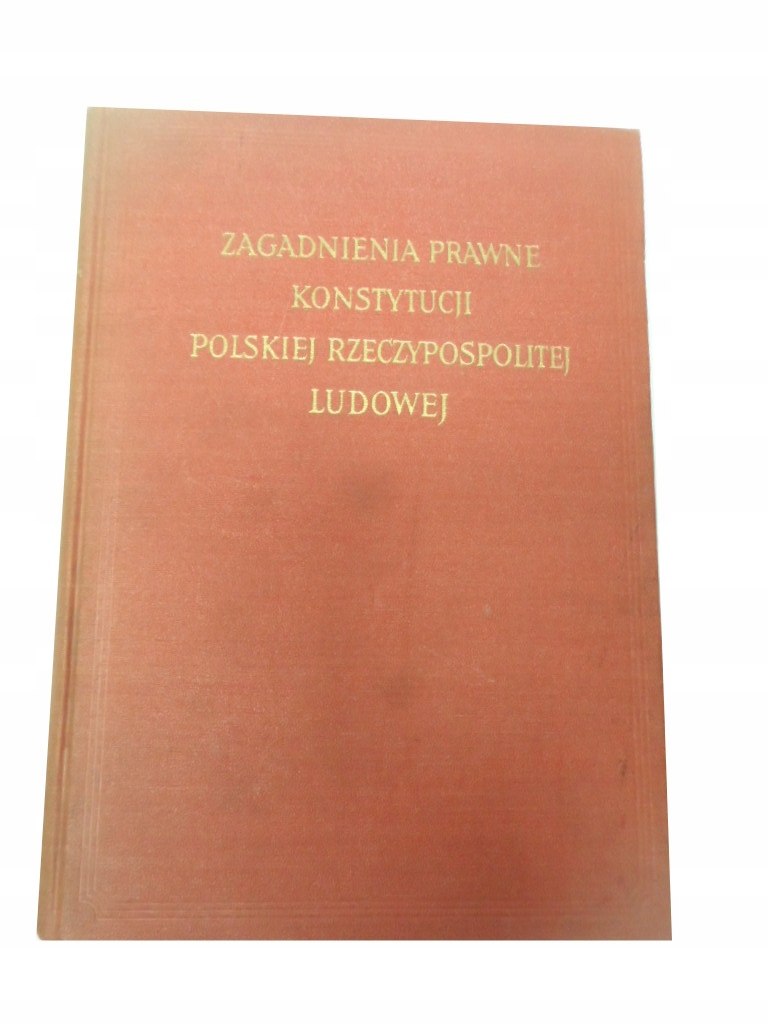 ZAGADNIENIA PRAWNE
KONSTYTUCJI
POLSKIEJ RZECZYPOSPOLITEJ
LUDOWEJ